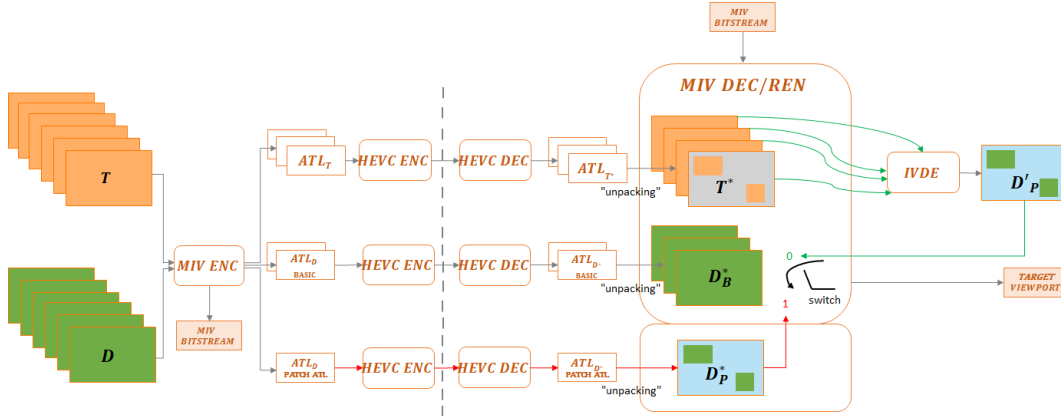 MIV
BITSTREAM
MIV DEC/REN
T
ATL_T
HEVC ENC
HEVC DEC
ATL_T*
"unpacking"
T*
IVDE
D'_P
MIV ENC
ATL_D
BASIC
HEVC ENC
HEVC DEC
ATL_D*
BASIC
"unpacking"
D*_B
0
switch
1
TARGET
VIEWPORT
MIV
BITSTREAM
D
ATL_D
PATCH ATL
HEVC ENC
HEVC DEC
ATL_D*
PATCH ATL
"unpacking"
D*_P